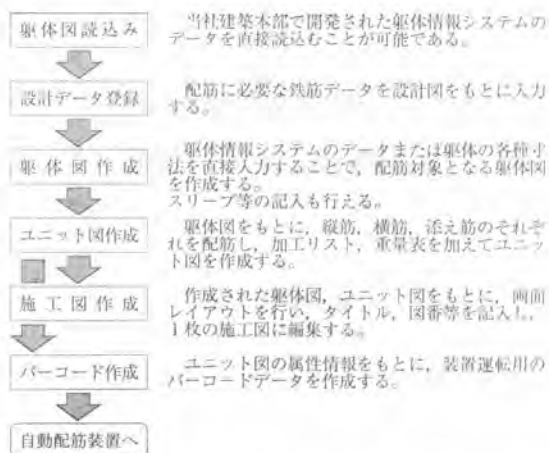 躯体図読込み
当社建築本部で開発された躯体情報システムの
データを直接読込むことが可能である。
設計データ登録
配筋に必要な鉄筋データを設計図をもとに入力
する。
躯体図作成
躯体情報システムのデータまたは躯体の各種寸
法を直接入力することで，配筋対象となる躯体図
を作成する。
スリーブ等の記入も行える。
ユニット図作成
躯体図をもとに，縦筋，横筋，添え筋のそれぞ
れを配筋し，加工リスト，重量表を加えてユニッ
ト図を作成する。
施工図作成
作成された躯体図，ユニット図をもとに，画面
レイアウトを行い，タイトル，図番等を記入し，
1枚の施工図に編集する。
バーコード作成
ユニット図の属性情報をもとに，装置運転用の
バーコードデータを作成する。
自動配筋装置へ